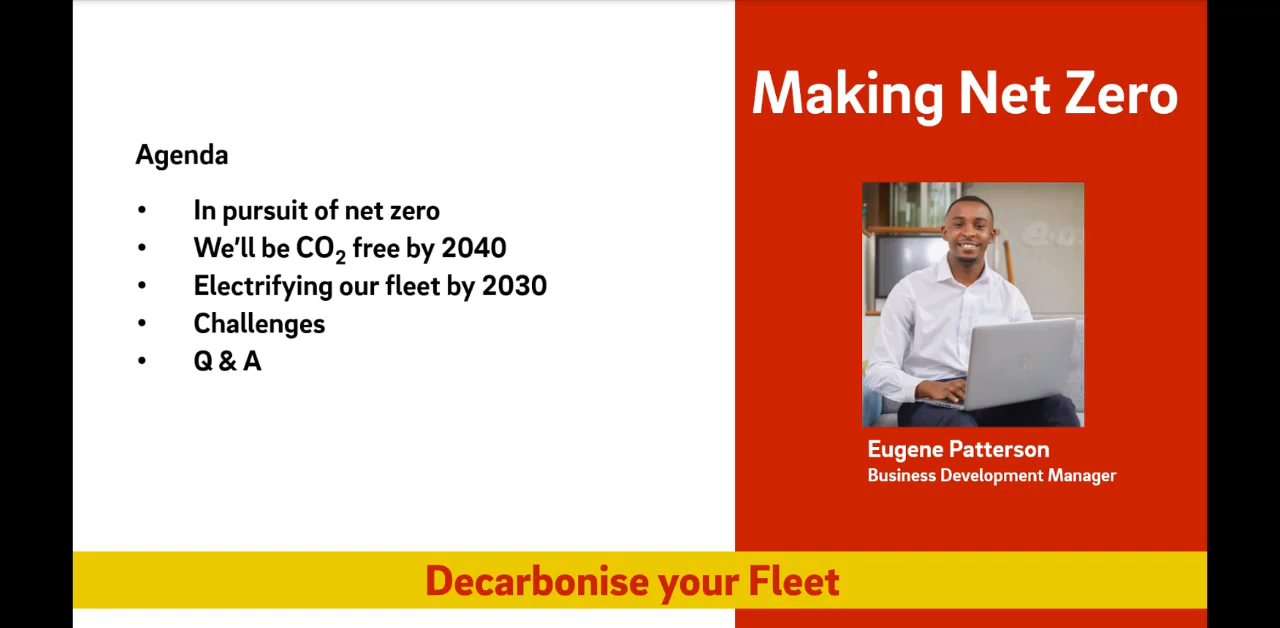 Making Net Zero
Agenda
• In pursuit of net zero
• We'll be CO₂ free by 2040
• Electrifying our fleet by 2030
• Challenges
• Q & A
Eugene Patterson
Business Development Manager
Decarbonise your Fleet